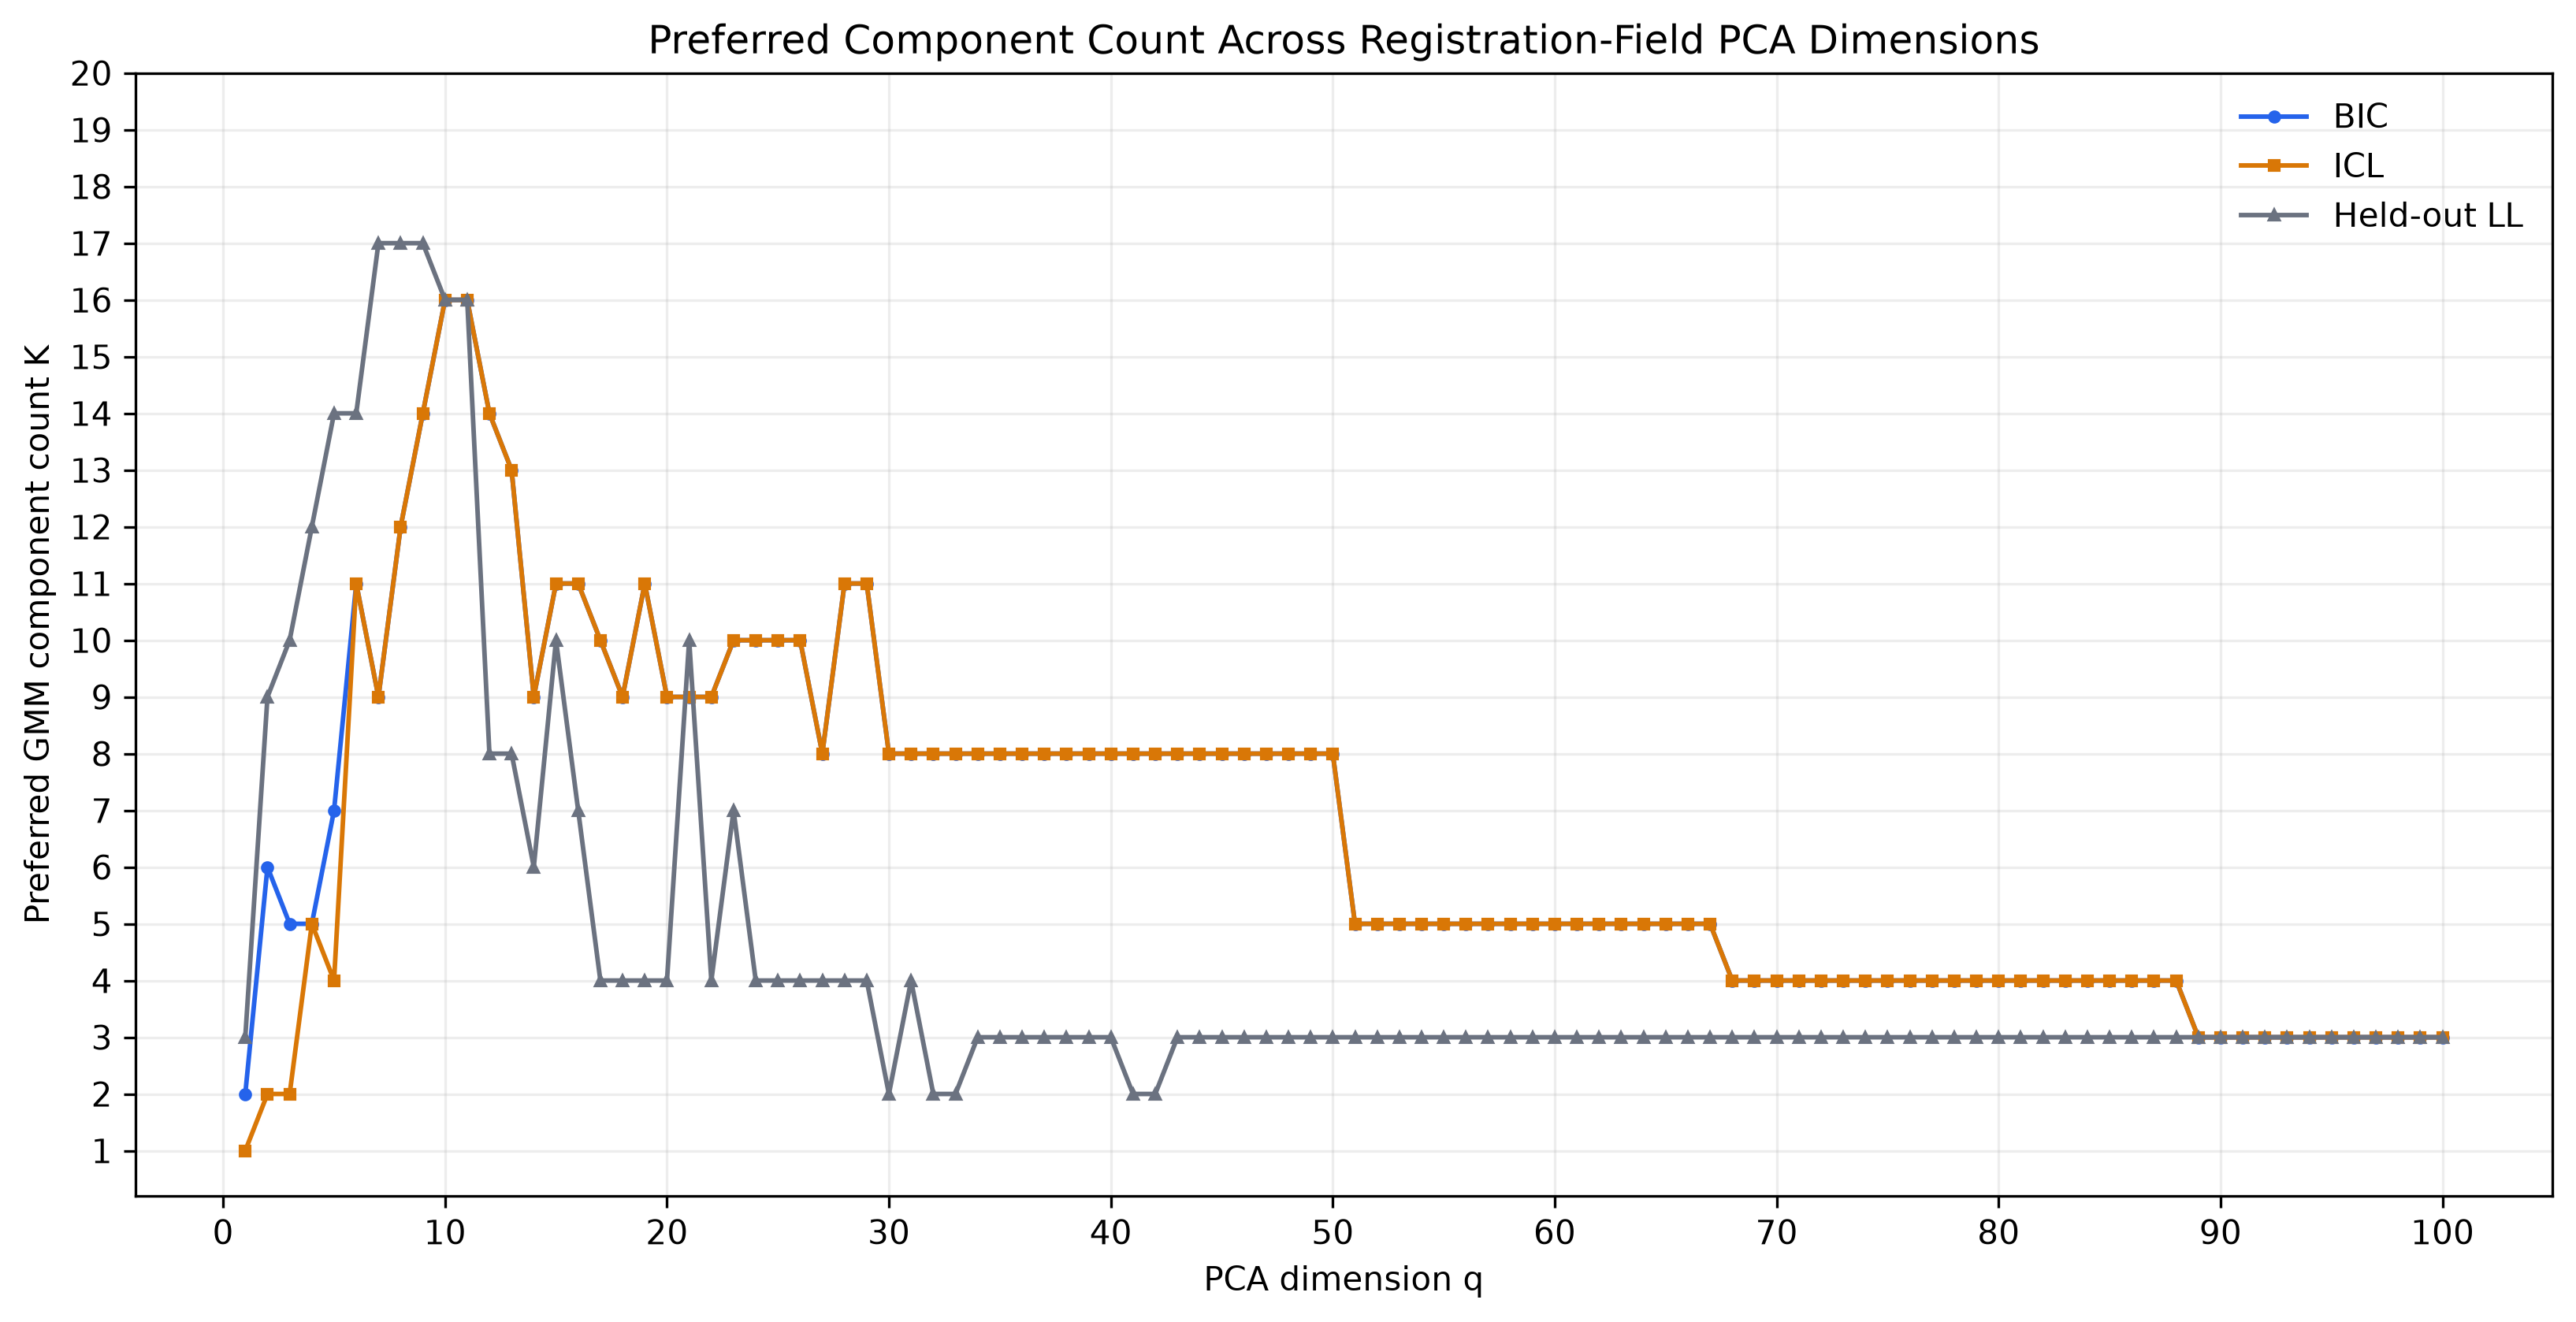 Preferred Component Count Across Registration-Field PCA Dimensions
Preferred GMM component count K
20
19
18
17
16
15
14
13
12
11
10
9
8
7
6
5
4
3
2
1
BIC
ICL
Held-out LL
0 10 20 30 40 50 60 70 80 90 100
PCA dimension q